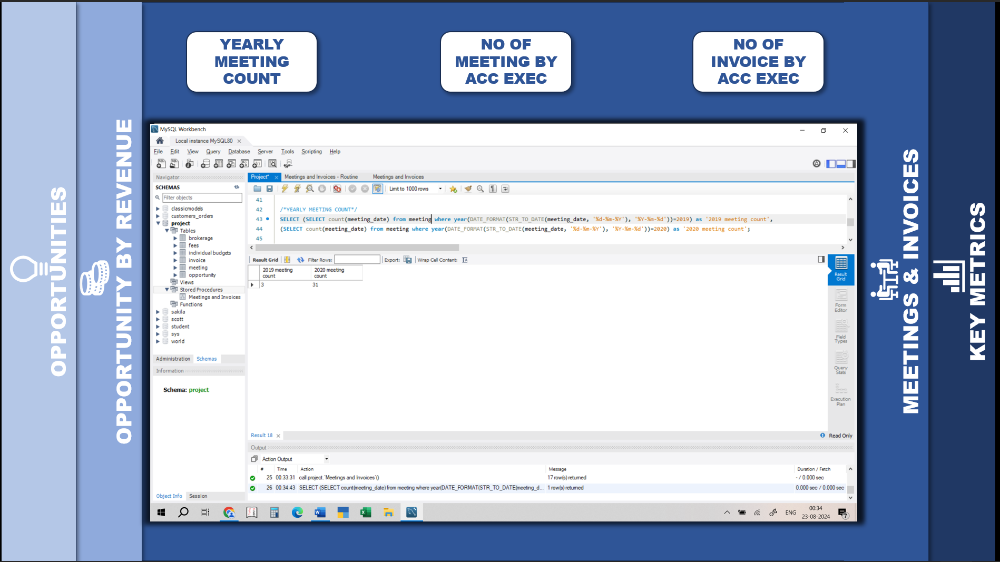 YEARLY
MEETING
COUNT
NO OF
MEETING BY
ACC EXEC
NO OF
INVOICE BY
ACC EXEC
OPPORTUNITIES
OPPORTUNITY BY REVENUE
MySQL Workbench
Local instance MySQL80
File Edit View Query Database Server Tools Scripting Help
Navigator
SCHEMAS
Filter objects
classicmodels
customers_orders
project
Tables
brokerage
fees
individual budgets
invoice
meeting
opportunity
Views
Stored Procedures
Meetings and Invoices
Functions
sakila
scott
student
sys
world
Administration Schemas
Information
Schema: project
Object Info Session
Project* Meetings and Invoices - Routine Meetings and Invoices
Limit to 1000 rows
41
42 /*YEARLY MEETING COUNT*/
43 SELECT (SELECT count(meeting_date) from meeting where year(DATE_FORMAT(STR_TO_DATE(meeting_date, '%d-%m-%Y'), '%Y-%m-%d'))=2019) as '2019 meeting count',
44 (SELECT count(meeting_date) from meeting where year(DATE_FORMAT(STR_TO_DATE(meeting_date, '%d-%m-%Y'), '%Y-%m-%d'))=2020) as '2020 meeting count';
45
Result Grid Filter Rows: Export: Wrap Cell Content:
2019 meeting count 2020 meeting count
3 31
Result Grid
Form Editor
Field Types
Query Stats
Execution Plan
Result 18
Read Only
Output
Action Output
# Time Action Message Duration / Fetch
25 00:33:31 call project.`Meetings and Invoices`() 17 row(s) returned - / 0.000 sec
26 00:34:43 SELECT (SELECT count(meeting_date) from meeting where year(DATE_FORMAT(STR_TO_DATE(meeting_d... 1 row(s) returned 0.000 sec / 0.000 sec
ENG
00:34
23-08-2024
7
MEETINGS & INVOICES
KEY METRICS